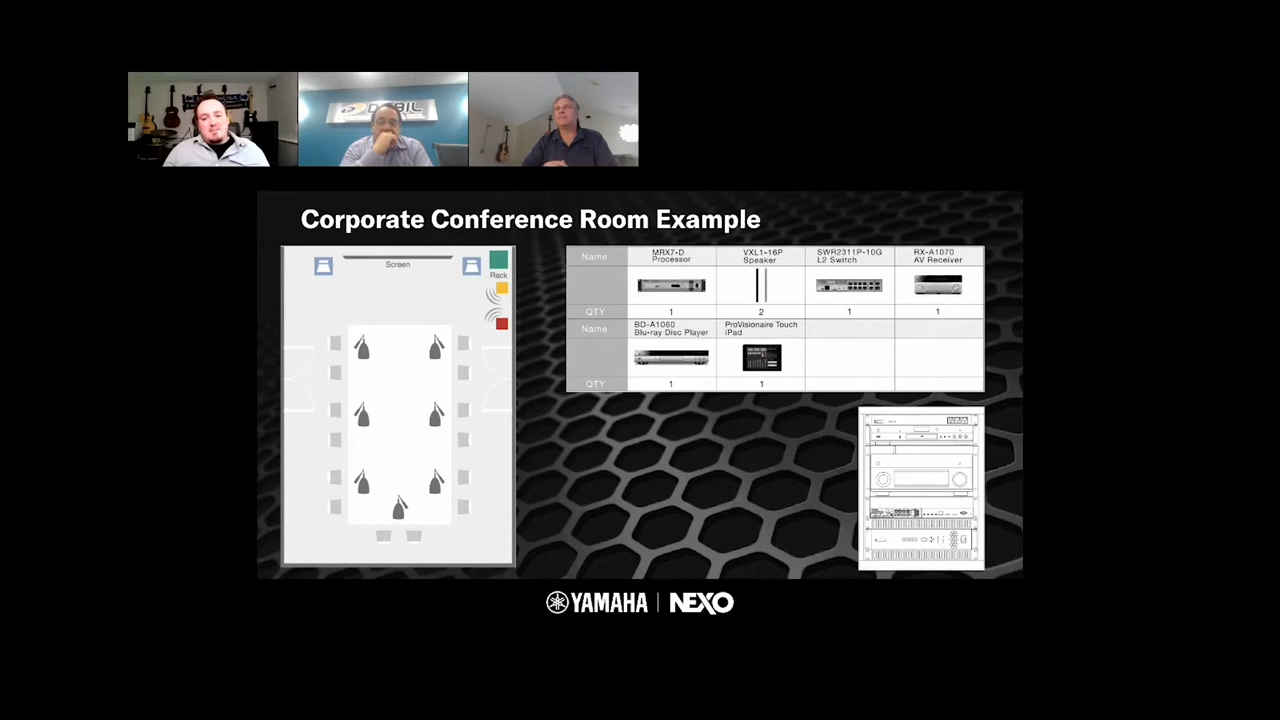 Corporate Conference Room Example
Screen
Rack
Name
MRX7-D
Processor
VXL1-16P
Speaker
SWR2311P-10G
L2 Switch
RX-A1070
AV Receiver
QTY
1
2
1
1
Name
BD-A1060
Blu-ray Disc Player
ProVisionaire Touch
iPad
QTY
1
1
YAMAHA | NEXO